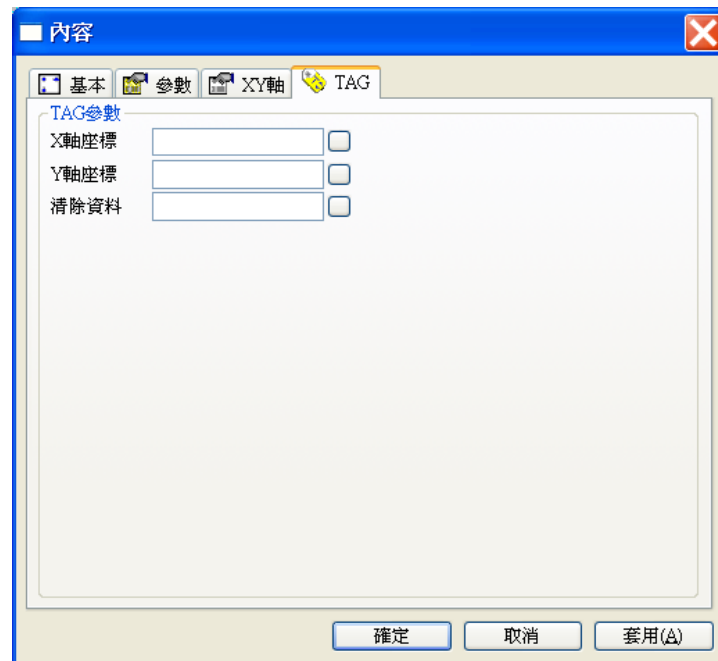 內容
基本 參數 XY軸 TAG
TAG參數
X軸座標
Y軸座標
清除資料
確定 取消 套用(A)